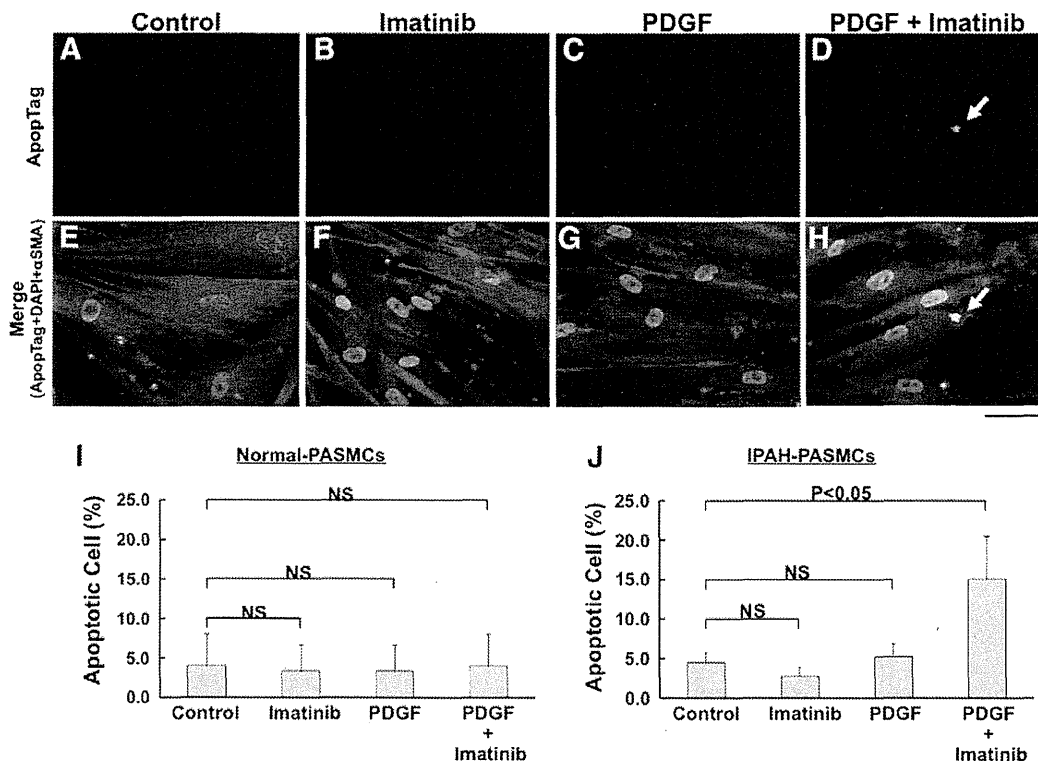 Control Imatinib PDGF PDGF + Imatinib
A B C D
ApopTag
E F G H
Merge
(ApopTag+DAPI+αSMA)
I Normal-PASMCs
Apoptotic Cell (%)
25.0
20.0
15.0
10.0
5.0
0.0
NS
NS
NS
Control Imatinib PDGF PDGF
+
Imatinib
J IPAH-PASMCs
Apoptotic Cell (%)
25.0
20.0
15.0
10.0
5.0
0.0
P<0.05
NS
NS
Control Imatinib PDGF PDGF
+
Imatinib